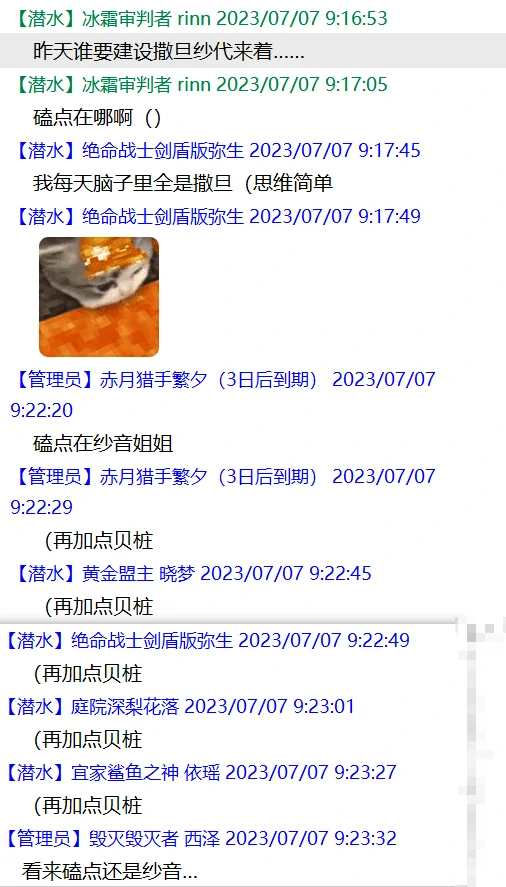 【潜水】冰霜审判者 rinn 2023/07/07 9:16:53
昨天谁要建设撒旦纱代来着......
【潜水】冰霜审判者 rinn 2023/07/07 9:17:05
磕点在哪啊（）
【潜水】绝命战士剑盾版弥生 2023/07/07 9:17:45
我每天脑子里全是撒旦（思维简单
【潜水】绝命战士剑盾版弥生 2023/07/07 9:17:49
【管理员】赤月猎手繁夕（3日后到期） 2023/07/07
9:22:20
磕点在纱音姐姐
【管理员】赤月猎手繁夕（3日后到期） 2023/07/07
9:22:29
（再加点贝桩
【潜水】黄金盟主 晓梦 2023/07/07 9:22:45
（再加点贝桩
【潜水】绝命战士剑盾版弥生 2023/07/07 9:22:49
（再加点贝桩
【潜水】庭院深梨花落 2023/07/07 9:23:01
（再加点贝桩
【潜水】宜家鲨鱼之神 依瑶 2023/07/07 9:23:27
（再加点贝桩
【管理员】毁灭毁灭者 西泽 2023/07/07 9:23:32
看来磕点还是纱音...